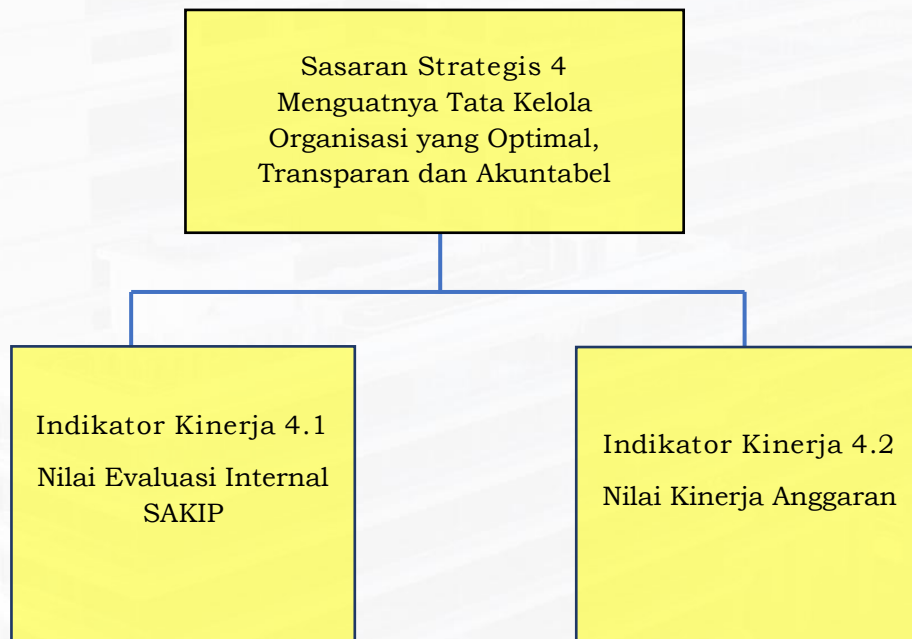 Sasaran Strategis 4
Menguatnya Tata Kelola
Organisasi yang Optimal,
Transparan dan Akuntabel
Indikator Kinerja 4.1
Nilai Evaluasi Internal
SAKIP
Indikator Kinerja 4.2
Nilai Kinerja Anggaran